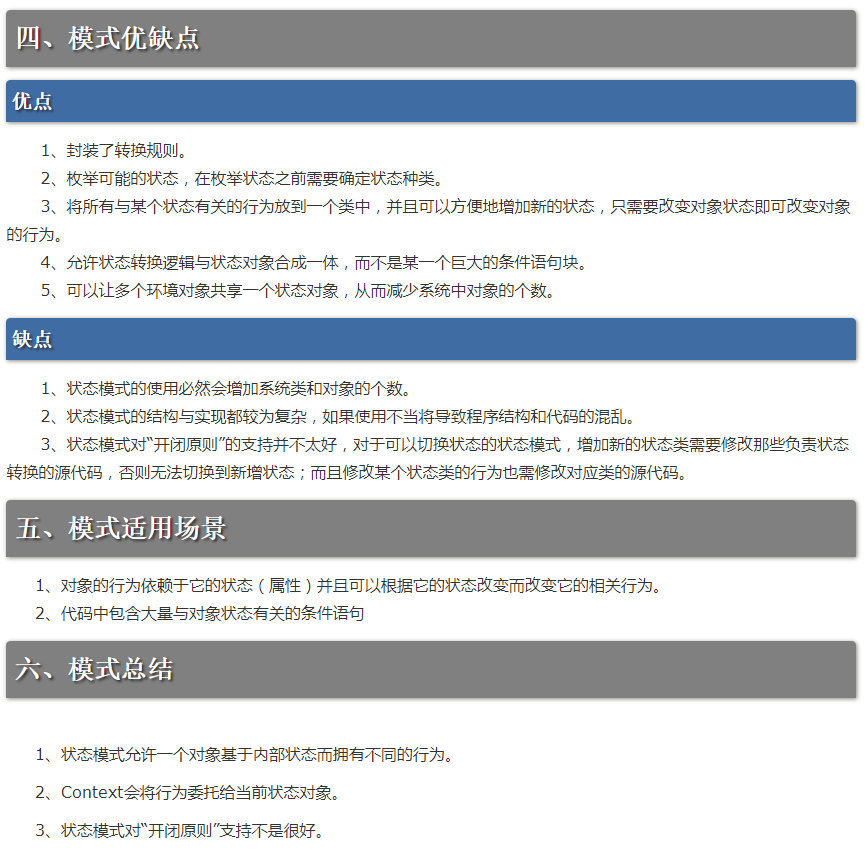 四、模式优缺点
优点
1、封装了转换规则。
2、枚举可能的状态，在枚举状态之前需要确定状态种类。
3、将所有与某个状态有关的行为放到一个类中，并且可以方便地增加新的状态，只需要改变对象状态即可改变对象
的行为。
4、允许状态转换逻辑与状态对象合成一体，而不是某一个巨大的条件语句块。
5、可以让多个环境对象共享一个状态对象，从而减少系统中对象的个数。
缺点
1、状态模式的使用必然会增加系统类和对象的个数。
2、状态模式的结构与实现都较为复杂，如果使用不当将导致程序结构和代码的混乱。
3、状态模式对“开闭原则”的支持并不太好，对于可以切换状态的状态模式，增加新的状态类需要修改那些负责状态
转换的源代码，否则无法切换到新增状态；而且修改某个状态类的行为也需修改对应类的源代码。
五、模式适用场景
1、对象的行为依赖于它的状态（属性）并且可以根据它的状态改变而改变它的相关行为。
2、代码中包含大量与对象状态有关的条件语句
六、模式总结
1、状态模式允许一个对象基于内部状态而拥有不同的行为。
2、Context会将行为委托给当前状态对象。
3、状态模式对“开闭原则”支持不是很好。